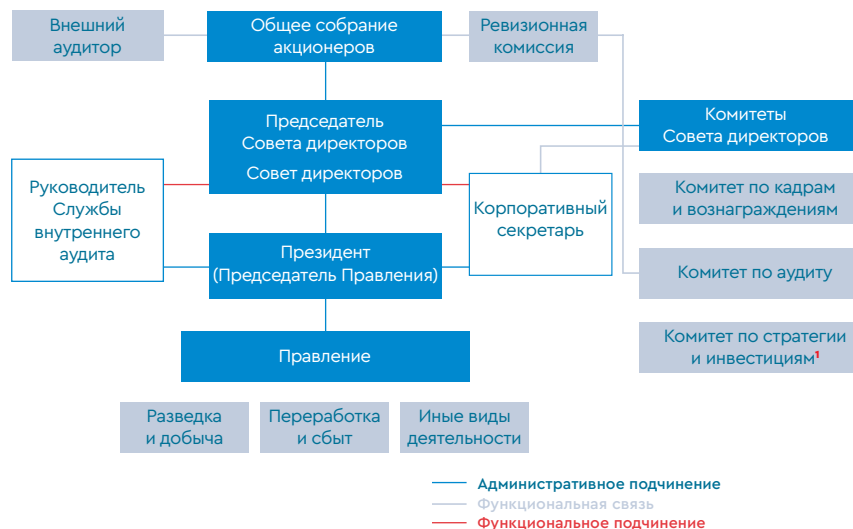 Внешний
аудитор
Общее собрание
акционеров
Ревизионная
комиссия
Председатель
Совета директоров
Совет директоров
Комитеты
Совета директоров
Руководитель
Службы
внутреннего
аудита
Корпоративный
секретарь
Комитет по кадрам
и вознаграждениям
Президент
(Председатель Правления)
Комитет по аудиту
Правление
Комитет по стратегии
и инвестициям¹
Разведка
и добыча
Переработка
и сбыт
Иные виды
деятельности
Административное подчинение
Функциональная связь
Функциональное подчинение